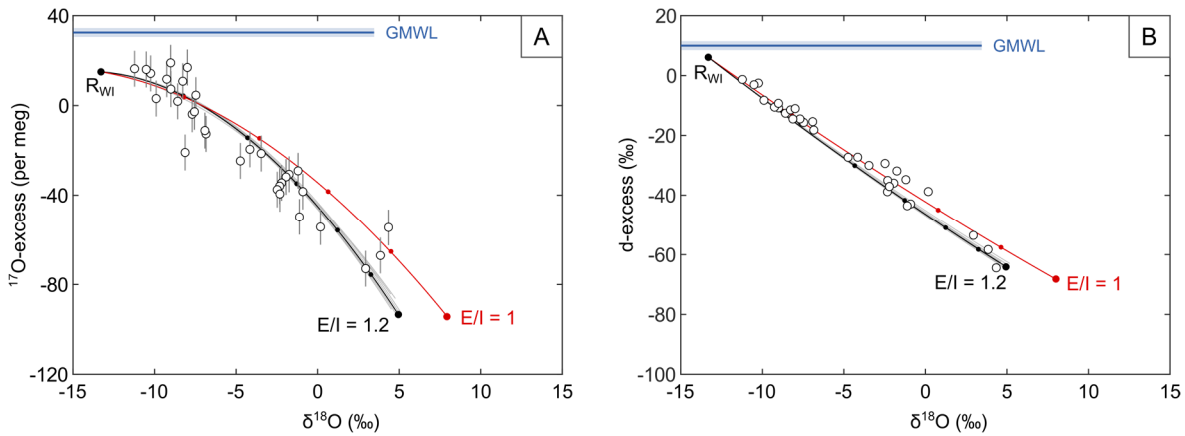 A
GMWL
R_WI
E/I = 1.2
E/I = 1
¹⁷O-excess (per meg)
40
0
-40
-80
-120
-15
-10
-5
0
5
10
15
δ¹⁸O (‰)
B
GMWL
R_WI
E/I = 1.2
E/I = 1
d-excess (‰)
20
0
-20
-40
-60
-80
-100
-15
-10
-5
0
5
10
15
δ¹⁸O (‰)